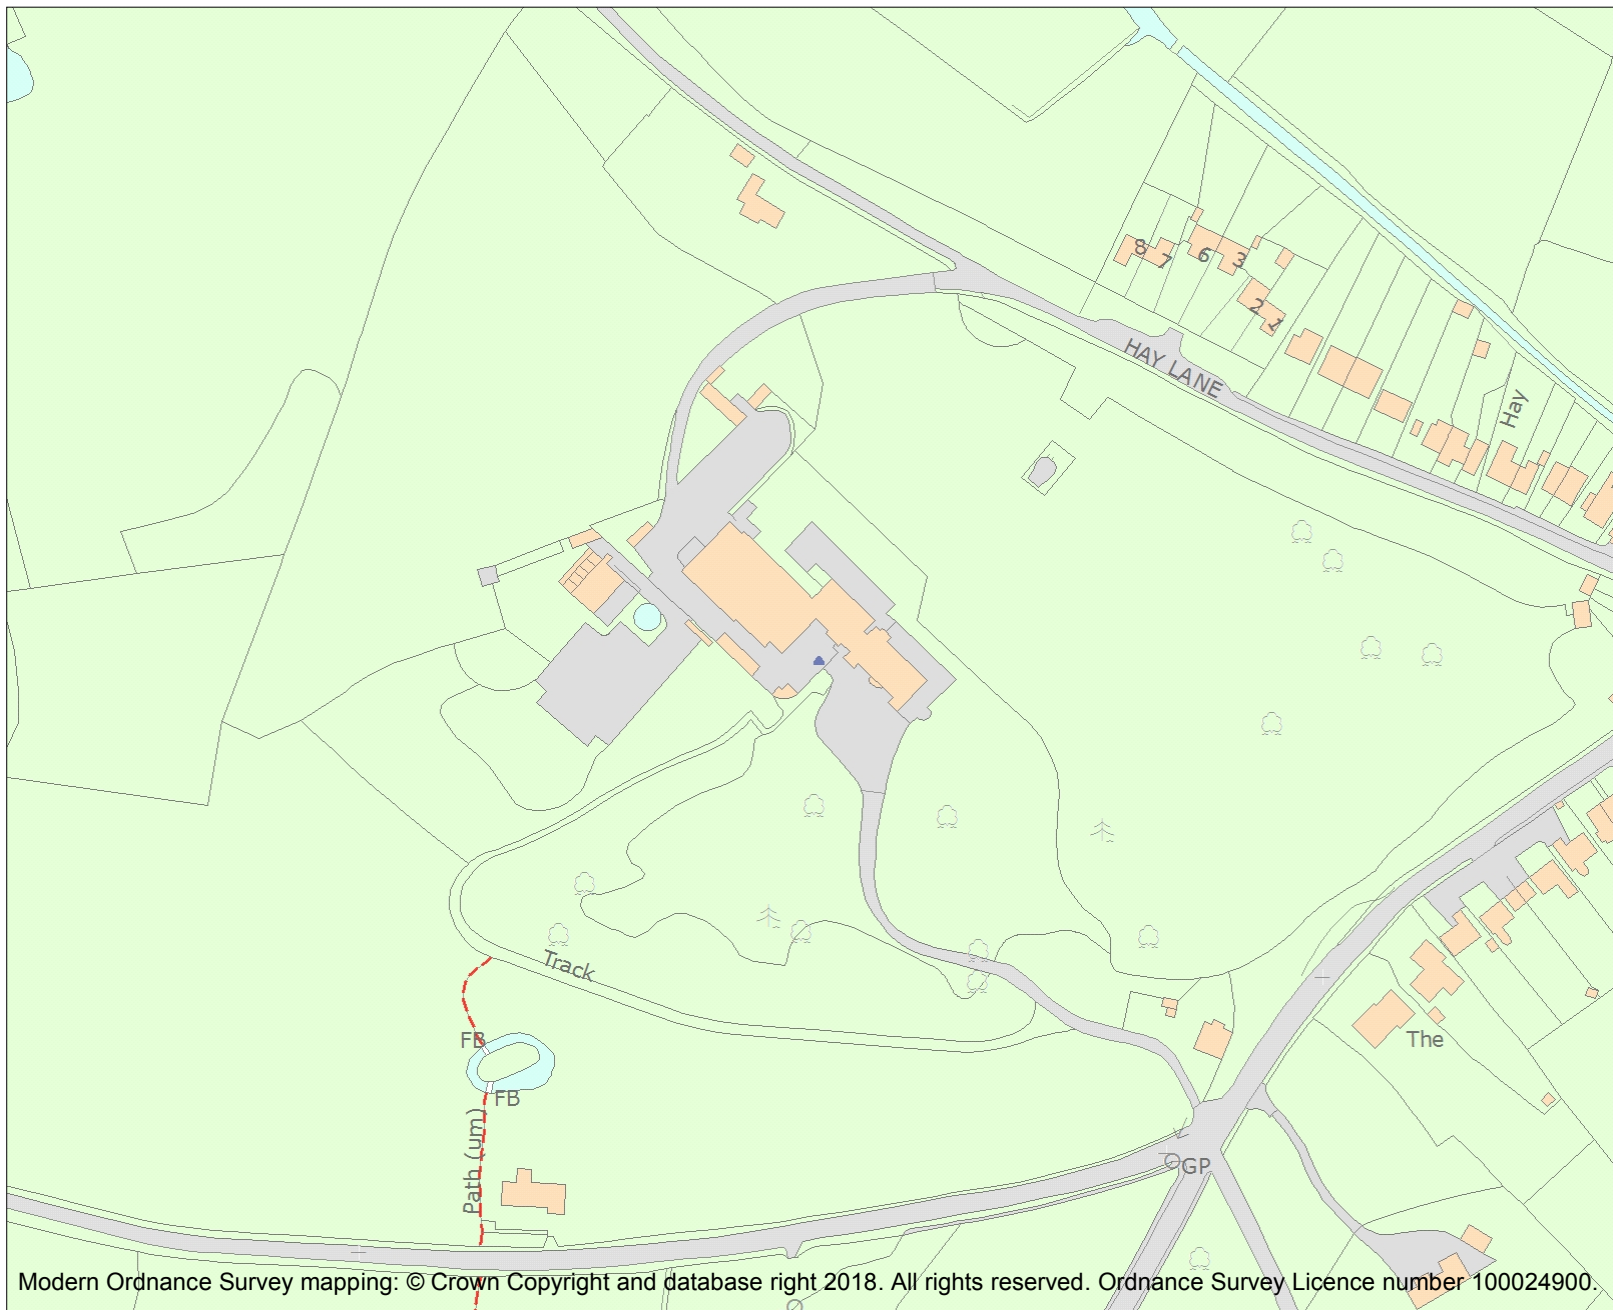 8
7
6
3
2
1
HAY LANE
Hay
Track
FB
FB
Path (um)
The
GP
Modern Ordnance Survey mapping: © Crown Copyright and database right 2018. All rights reserved. Ordnance Survey Licence number 100024900.